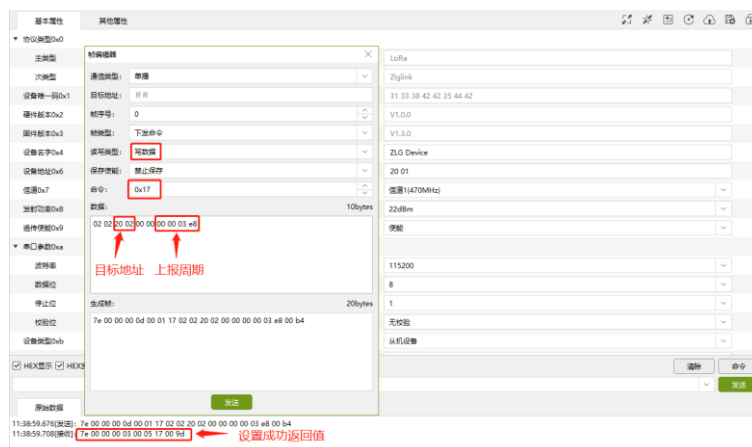 基本属性 其他属性
协议类型0x0
主类型 LoRa
次类型 Ziglink
设备唯一码0x1 31 33 38 42 42 35 44 42
硬件版本0x2 V1.0.0
固件版本0x3 V1.3.0
设备名字0x4 ZLG Device
设备地址0x6 20 01
信道0x7 信道1(470MHz)
发射功率0x8 22dBm
透传使能0x9 使能
串口参数0xa
波特率 115200
数据位 8
停止位 1
校验位 无校验
设备类型0xb 从机设备
帧编辑器
通信类型: 单播
目标地址: ff ff
帧序号: 0
帧类型: 下发命令
读写类型: 写数据
保存使能: 禁止保存
命令: 0x17
数据: 10bytes
02 02 20 02 00 00 00 00 03 e8
目标地址 上报周期
生成帧: 20bytes
7e 00 00 00 0d 00 01 17 02 02 20 02 00 00 00 00 03 e8 00 b4
发送
HEX显示 HEX发
清除 命令
发送
原始数据
11:38:59.676[发送]: 7e 00 00 00 0d 00 01 17 02 02 20 02 00 00 00 00 03 e8 00 b4
11:38:59.708[接收]: 7e 00 00 00 03 00 05 17 00 9d 设置成功返回值